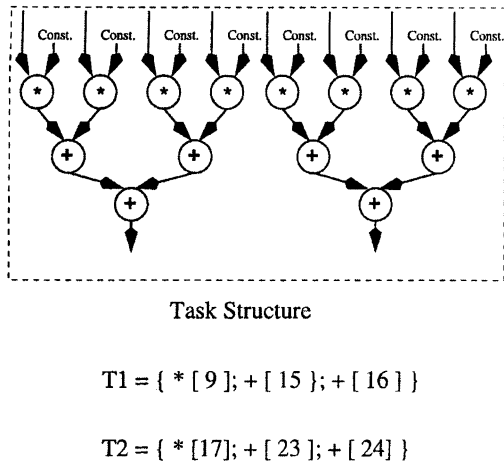 Const. Const. Const. Const. Const. Const. Const. Const.
* * * * * * * *
+ + + +
+ +
Task Structure
T1 = { * [ 9 ]; + [ 15 }; + [ 16 ] }
T2 = { * [17]; + [ 23 ]; + [ 24] }